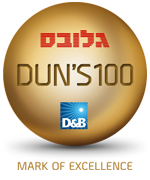 גלובס
DUN'S100
D&B
MARK OF EXCELLENCE